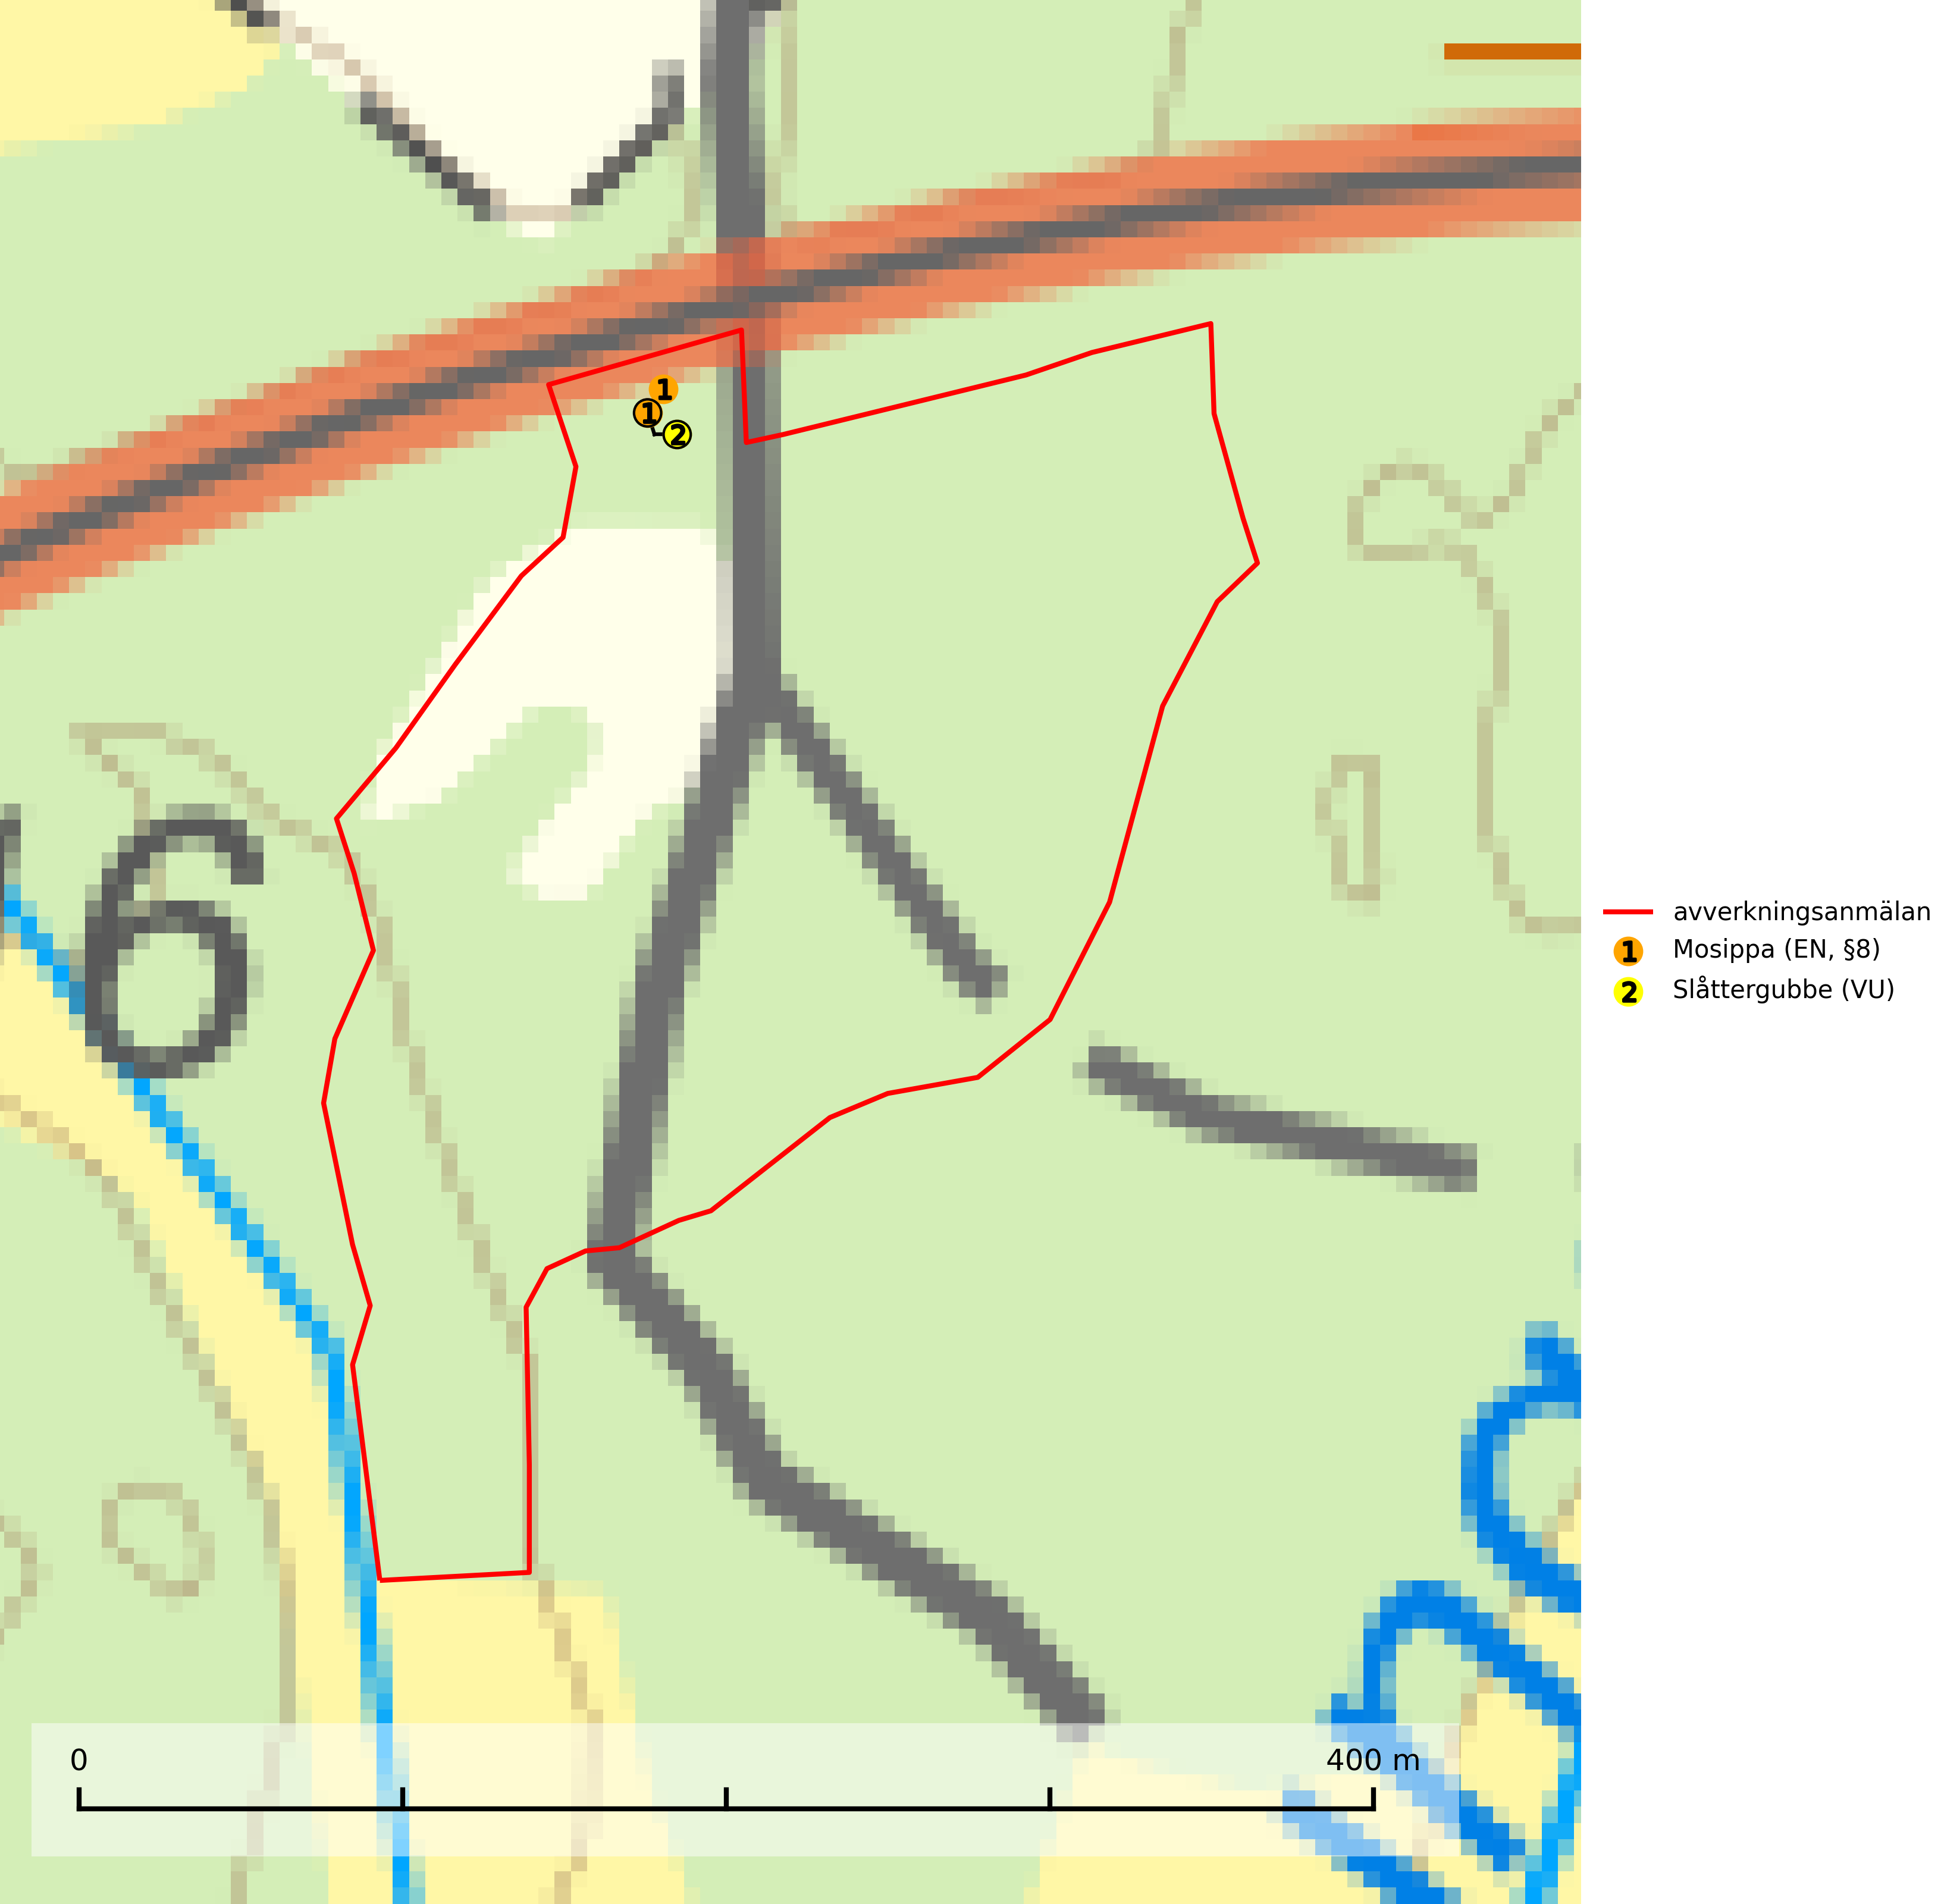 1
1
2
6
avverkningsanmälan
1 Mosippa (EN, §8)
2 Slåttergubbe (VU)
0 400 m